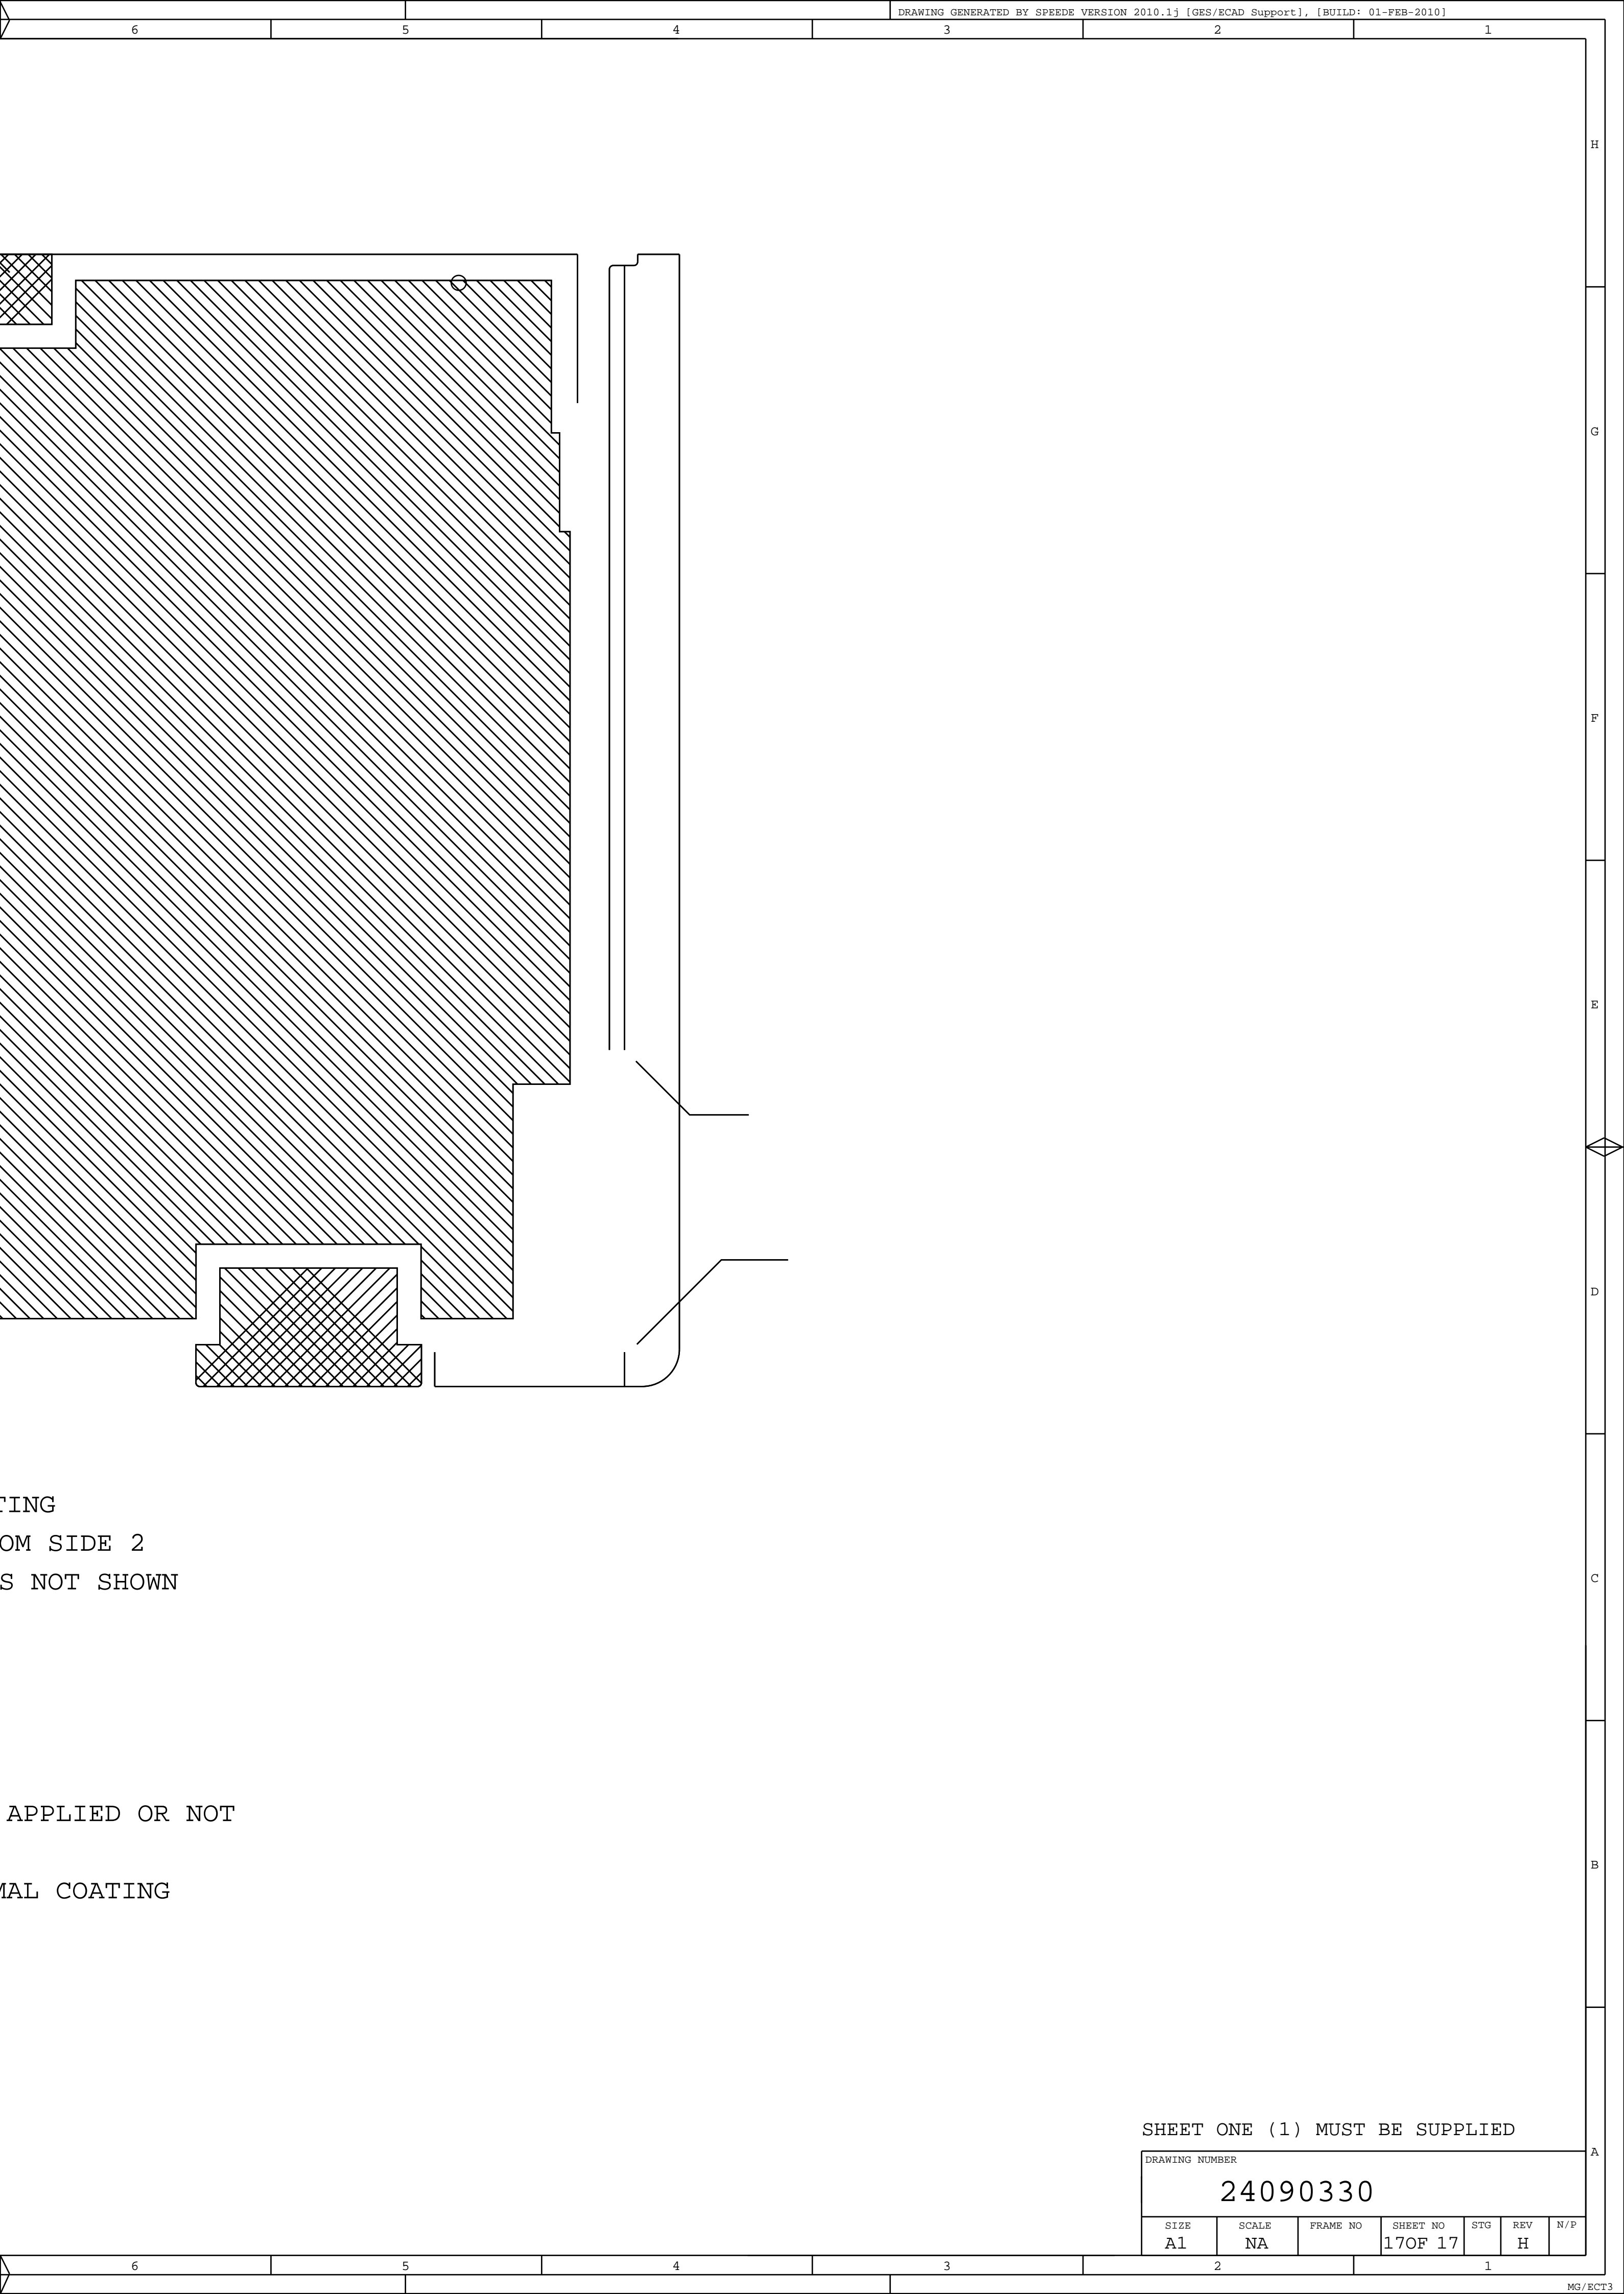 DRAWING GENERATED BY SPEEDE VERSION 2010.1j [GES/ECAD Support], [BUILD: 01-FEB-2010]
6 5 4 3 2 1
H
G
F
E
D
C
B
A
TING
OM SIDE 2
S NOT SHOWN
APPLIED OR NOT
MAL COATING
SHEET ONE (1) MUST BE SUPPLIED
DRAWING NUMBER
24090330
SIZE SCALE FRAME NO SHEET NO STG REV N/P
A1 NA 17OF 17 H
6 5 4 3 2 1
MG/ECT3